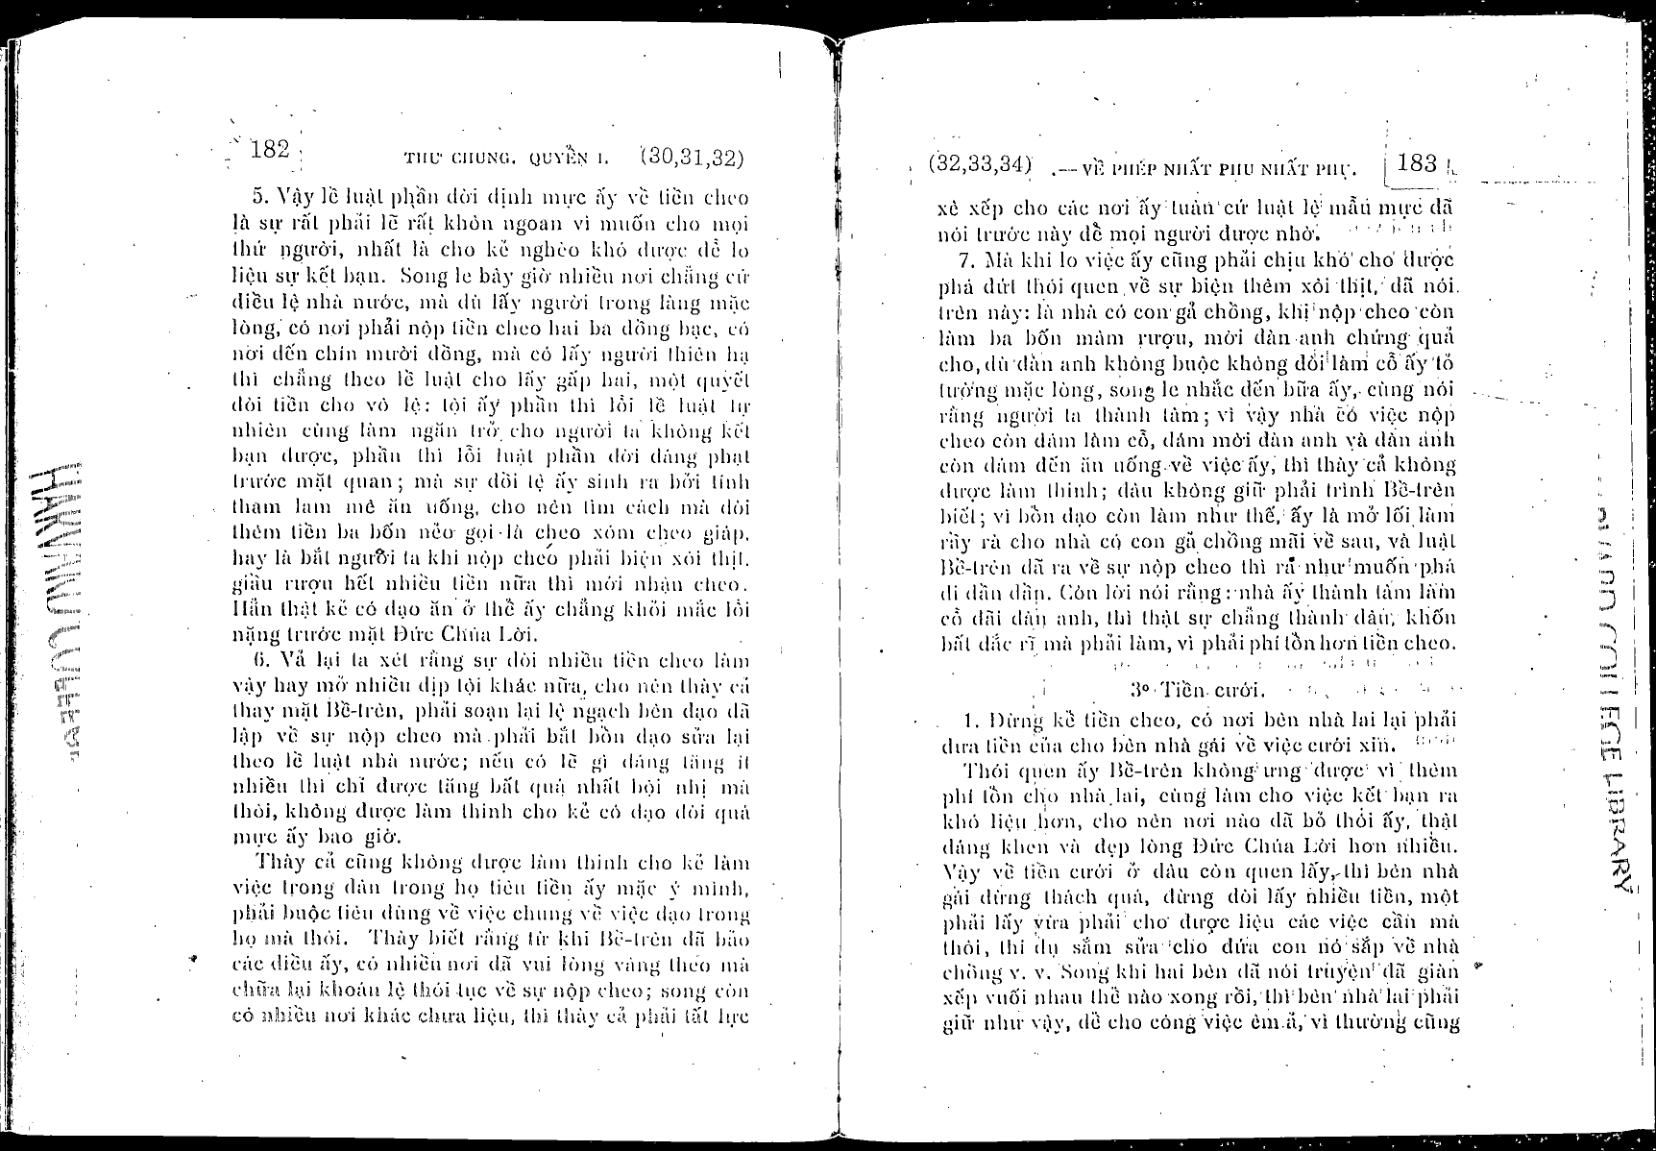 182 THƯ CHUNG. QUYỀN I. (30,31,32)
5. Vậy lề luật phần đời định mực ấy về tiền cheo
là sự rất phải lẽ rất khôn ngoan vì muốn cho mọi
thứ người, nhất là cho kẻ nghèo khó được dễ lo
liệu sự kết bạn. Song le bây giờ nhiều nơi chẳng cứ
điều lệ nhà nước, mà dù lấy người trong làng mặc
lòng, có nơi phải nộp tiền cheo hai ba đồng bạc, có
nơi đến chín mười đồng, mà có lấy người thiên hạ
thì chẳng theo lề luật cho lấy gấp hai, một quyết
đòi tiền cho vô lệ: tội ấy phần thì lỗi lề luật tự
nhiên cùng làm ngăn trở cho người ta không kết
bạn được, phần thì lỗi luật phần đời đáng phạt
trước mặt quan; mà sự đồi tệ ấy sinh ra bởi tính
tham lam mê ăn uống, cho nên tìm cách mà đòi
thêm tiền ba bốn nẻo gọi là cheo xóm cheo giáp,
hay là bắt người ta khi nộp cheo phải biện xôi thịt,
giầu rượu hết nhiều tiền nữa thì mới nhận cheo.
Hẳn thật kẻ có đạo ăn ở thể ấy chẳng khỏi mắc lỗi
nặng trước mặt Đức Chúa Lời.
6. Vả lại ta xét rằng sự đòi nhiều tiền cheo làm
vậy hay mở nhiều dịp tội khác nữa, cho nên thày cả
thay mặt Bề-trên, phải soạn lại lệ ngạch bên đạo đã
lập về sự nộp cheo mà phải bắt bổn đạo sửa lại
theo lề luật nhà nước; nếu có lẽ gì đáng tăng ít
nhiều thì chỉ được tăng bất quá nhất bội nhị mà
thôi, không được làm thinh cho kẻ có đạo đòi quá
mực ấy bao giờ.
Thày cả cũng không được làm thinh cho kẻ làm
việc trong dân trong họ tiêu tiền ấy mặc ý mình,
phải buộc tiêu dùng về việc chung về việc đạo trong
họ mà thôi. Thày biết rằng từ khi Bề-trên đã bảo
các điều ấy, có nhiều nơi đã vui lòng vâng theo mà
chữa lại khoán lệ thói tục về sự nộp cheo; song còn
có nhiều nơi khác chưa liệu, thì thày cả phải tất lực
(32,33,34) .— VỀ PHÉP NHẤT PHU NHẤT PHỤ. 183
xê xếp cho các nơi ấy tuân cứ luật lệ mẫu mực đã
nói trước này để mọi người được nhờ.
7. Mà khi lo việc ấy cũng phải chịu khó cho được
phá dứt thói quen về sự biện thêm xôi thịt, đã nói
trên này: là nhà có con gả chồng, khi nộp cheo còn
làm ba bốn mâm rượu, mời đàn anh chứng quả
cho, dù đàn anh không buộc không đòi làm cỗ ấy tỏ
tường mặc lòng, song le nhắc đến bữa ấy, cùng nói
rằng người ta thành tâm; vì vậy nhà có việc nộp
cheo còn dám làm cỗ, dám mời đàn anh và đàn anh
còn dám đến ăn uống về việc ấy, thì thày cả không
được làm thinh; dầu không giữ phải trình Bề-trên
biết; vì bổn đạo còn làm như thế, ấy là mở lối làm
rầy rà cho nhà có con gả chồng mãi về sau, và luật
Bề-trên đã ra về sự nộp cheo thì ra như muốn phá
đi dần dần. Còn lời nói rằng: nhà ấy thành tâm làm
cỗ đãi đàn anh, thì thật sự chẳng thành đâu, khốn
bất đắc rĩ mà phải làm, vì phải phí tổn hơn tiền cheo.
3º Tiền cưới.
1. Đừng kể tiền cheo, có nơi bên nhà lai lại phải
đưa tiền của cho bên nhà gái về việc cưới xin.
Thói quen ấy Bề-trên không ưng được vì thêm
phí tổn cho nhà lai, cùng làm cho việc kết bạn ra
khó liệu hơn, cho nên nơi nào đã bỏ thói ấy, thật
đáng khen và đẹp lòng Đức Chúa Lời hơn nhiều.
Vậy về tiền cưới ở đâu còn quen lấy, thì bên nhà
gái đừng thách quá, đừng đòi lấy nhiều tiền, một
phải lấy vừa phải cho được liệu các việc cần mà
thôi, thí dụ sắm sửa cho đứa con nó sắp về nhà
chồng v. v. Song khi hai bên đã nói truyện đã giàn
xếp vuối nhau thể nào xong rồi, thì bên nhà lai phải
giữ như vậy, để cho công việc êm ả, vì thường cũng
HARVARD COLLEGE LIBRARY